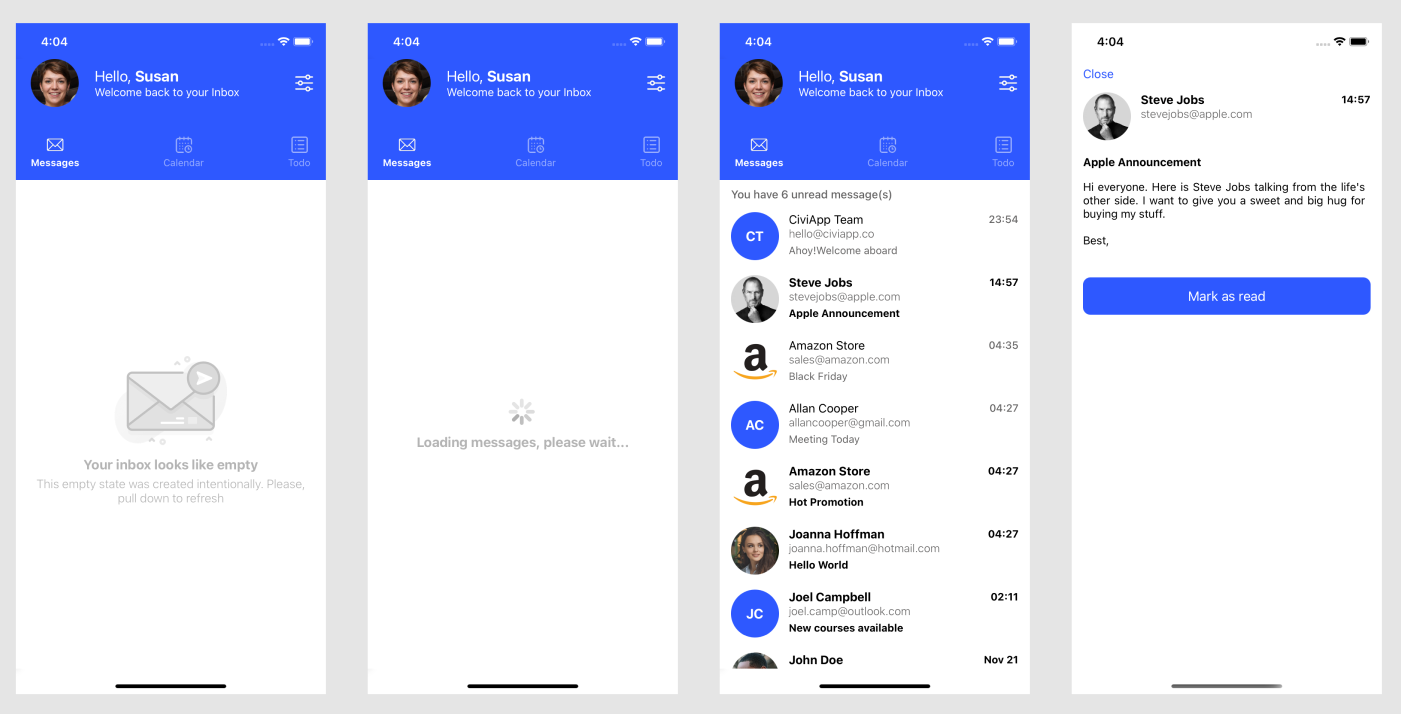 4:04
Hello, Susan
Welcome back to your Inbox
Messages
Calendar
Todo
Your inbox looks like empty
This empty state was created intentionally. Please,
pull down to refresh
4:04
Hello, Susan
Welcome back to your Inbox
Messages
Calendar
Todo
Loading messages, please wait...
4:04
Hello, Susan
Welcome back to your Inbox
Messages
Calendar
Todo
You have 6 unread message(s)
CT
CiviApp Team
23:54
hello@civiapp.co
Ahoy!Welcome aboard
Steve Jobs
14:57
stevejobs@apple.com
Apple Announcement
a
Amazon Store
04:35
sales@amazon.com
Black Friday
AC
Allan Cooper
04:27
allancooper@gmail.com
Meeting Today
a
Amazon Store
04:27
sales@amazon.com
Hot Promotion
Joanna Hoffman
04:27
joanna.hoffman@hotmail.com
Hello World
JC
Joel Campbell
02:11
joel.camp@outlook.com
New courses available
John Doe
Nov 21
4:04
Close
Steve Jobs
14:57
stevejobs@apple.com
Apple Announcement
Hi everyone. Here is Steve Jobs talking from the life's
other side. I want to give you a sweet and big hug for
buying my stuff.
Best,
Mark as read